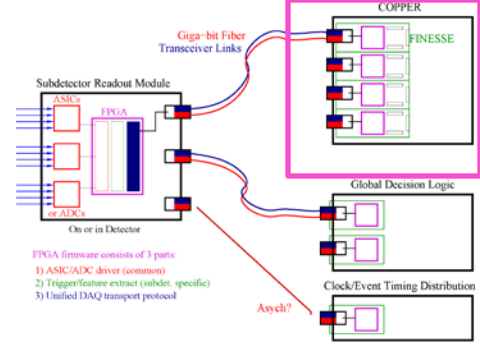 COPPER
Giga-bit Fiber
Transceiver Links
FINESSE
Subdetector Readout Module
ASICs
FPGA
or ADCs
On or in Detector
Global Decision Logic
FPGA firmware consists of 3 parts:
1) ASIC/ADC driver (common)
2) Trigger/feature extract (subdet. specific)
3) Unified DAQ transport protocol
Clock/Event Timing Distribution
Asych?